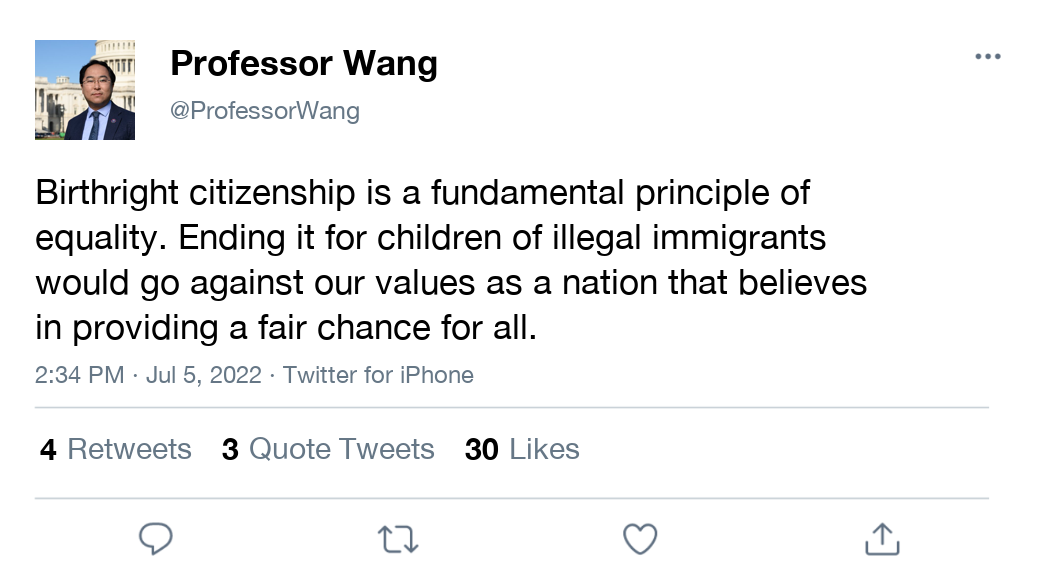 Professor Wang
@ProfessorWang
Birthright citizenship is a fundamental principle of
equality. Ending it for children of illegal immigrants
would go against our values as a nation that believes
in providing a fair chance for all.
2:34 PM · Jul 5, 2022 · Twitter for iPhone
4 Retweets 3 Quote Tweets 30 Likes